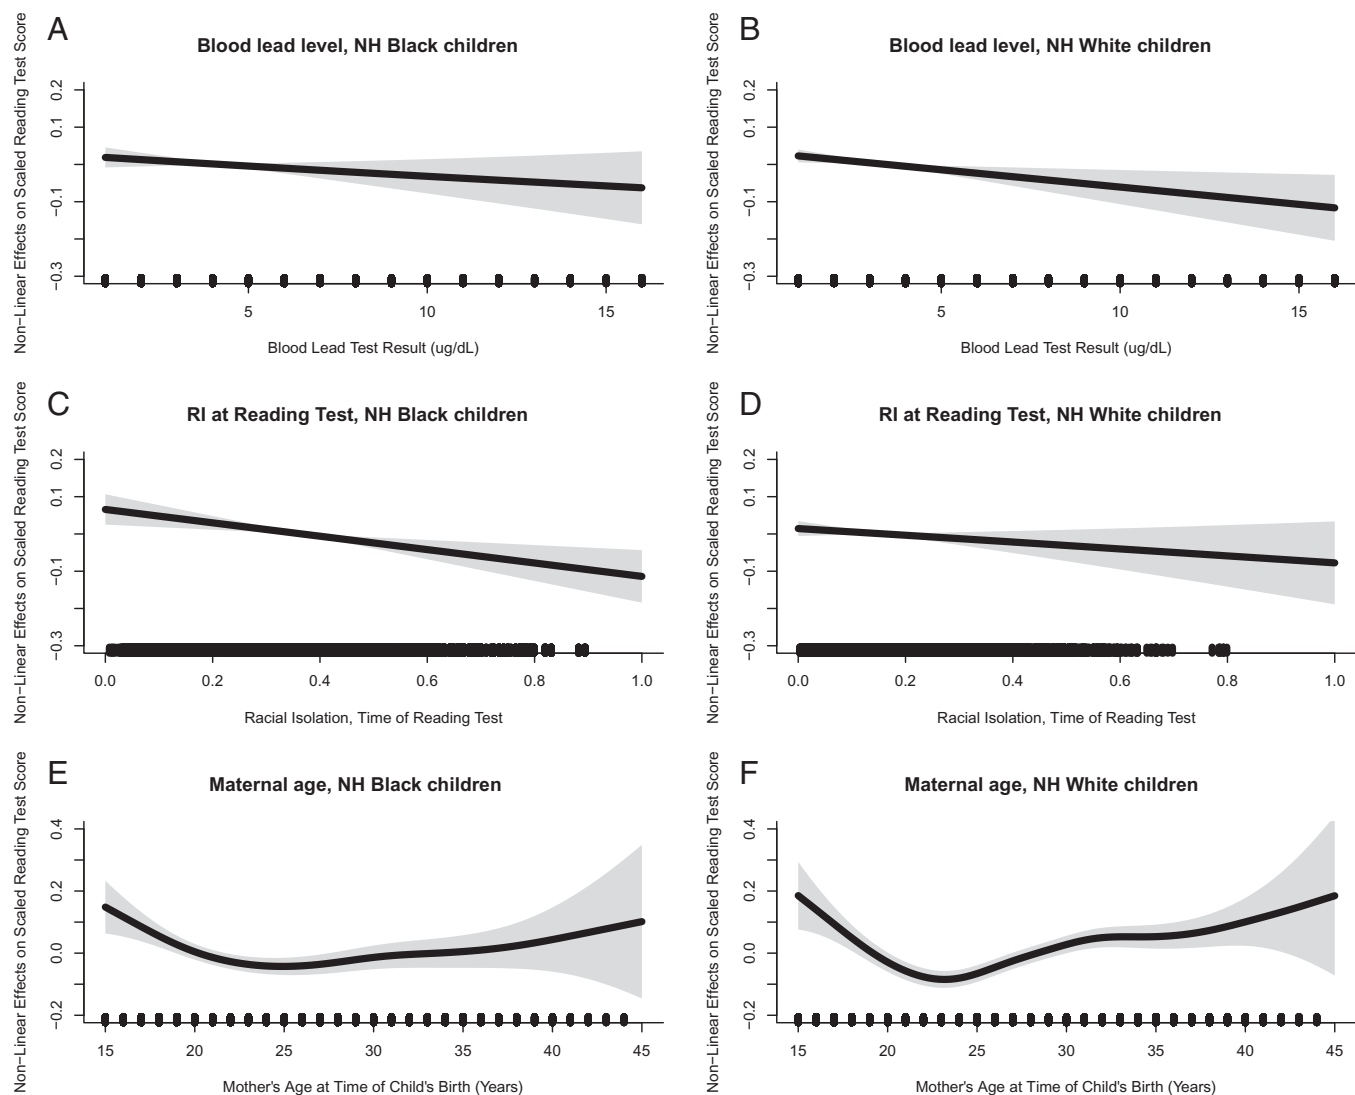 A
Blood lead level, NH Black children
Non−Linear Effects on Scaled Reading Test Score
0.2
0.1
−0.1
−0.3
5 10 15
Blood Lead Test Result (ug/dL)
B
Blood lead level, NH White children
Non−Linear Effects on Scaled Reading Test Score
0.2
0.1
−0.1
−0.3
5 10 15
Blood Lead Test Result (ug/dL)
C
RI at Reading Test, NH Black children
Non−Linear Effects on Scaled Reading Test Score
0.2
0.1
−0.1
−0.3
0.0 0.2 0.4 0.6 0.8 1.0
Racial Isolation, Time of Reading Test
D
RI at Reading Test, NH White children
Non−Linear Effects on Scaled Reading Test Score
0.2
0.1
−0.1
−0.3
0.0 0.2 0.4 0.6 0.8 1.0
Racial Isolation, Time of Reading Test
E
Maternal age, NH Black children
Non−Linear Effects on Scaled Reading Test Score
0.4
0.2
0.0
−0.2
15 20 25 30 35 40 45
Mother's Age at Time of Child's Birth (Years)
F
Maternal age, NH White children
Non−Linear Effects on Scaled Reading Test Score
0.4
0.2
0.0
−0.2
15 20 25 30 35 40 45
Mother's Age at Time of Child's Birth (Years)